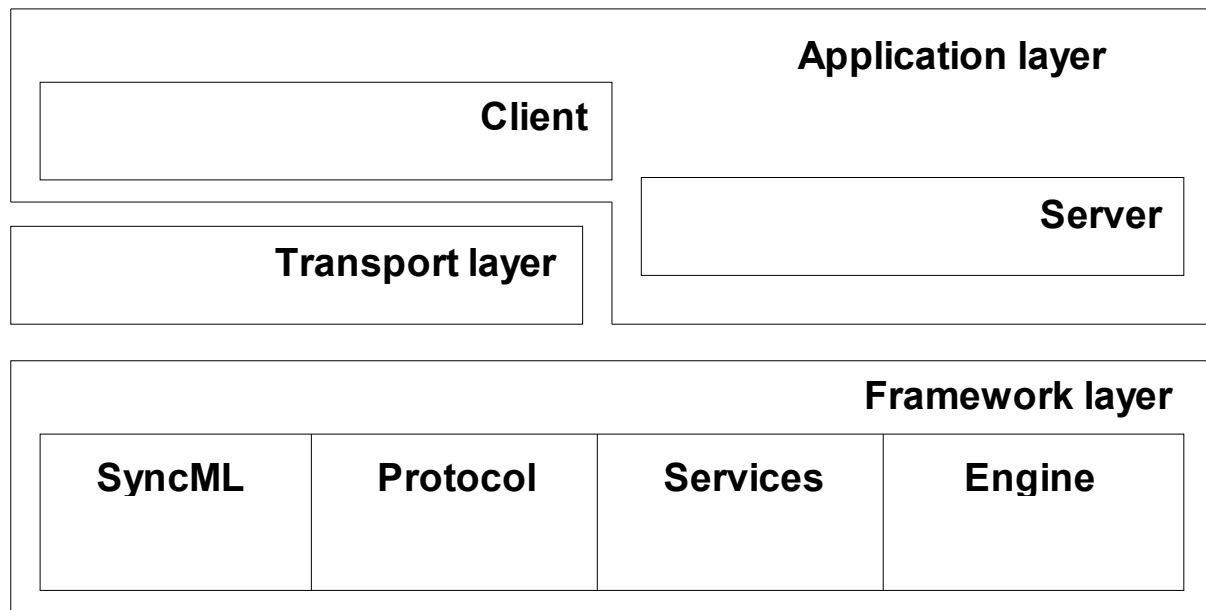 Application layer
Client
Server
Transport layer
Framework layer
SyncML
Protocol
Services
Engine